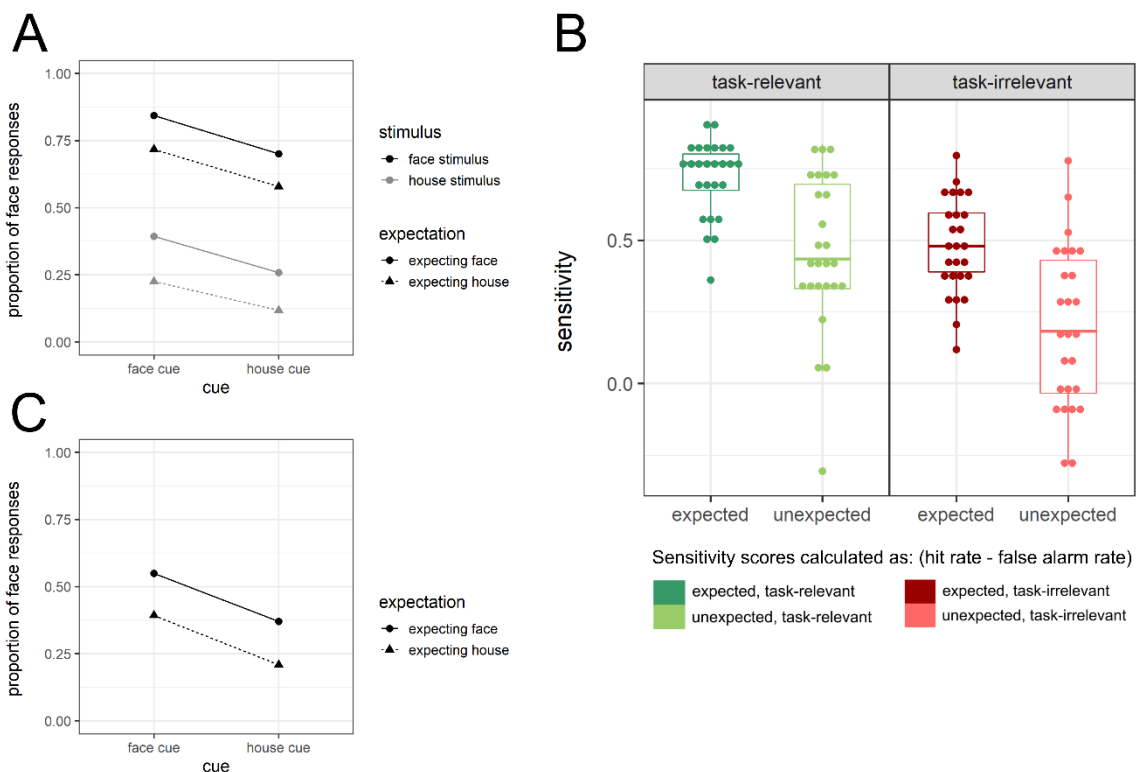 A
proportion of face responses
1.00
0.75
0.50
0.25
0.00
face cue
house cue
cue
stimulus
face stimulus
house stimulus
expectation
expecting face
expecting house
B
task-relevant
task-irrelevant
sensitivity
0.5
0.0
expected
unexpected
expected
unexpected
Sensitivity scores calculated as: (hit rate - false alarm rate)
expected, task-relevant
unexpected, task-relevant
expected, task-irrelevant
unexpected, task-irrelevant
C
proportion of face responses
1.00
0.75
0.50
0.25
0.00
face cue
house cue
cue
expectation
expecting face
expecting house